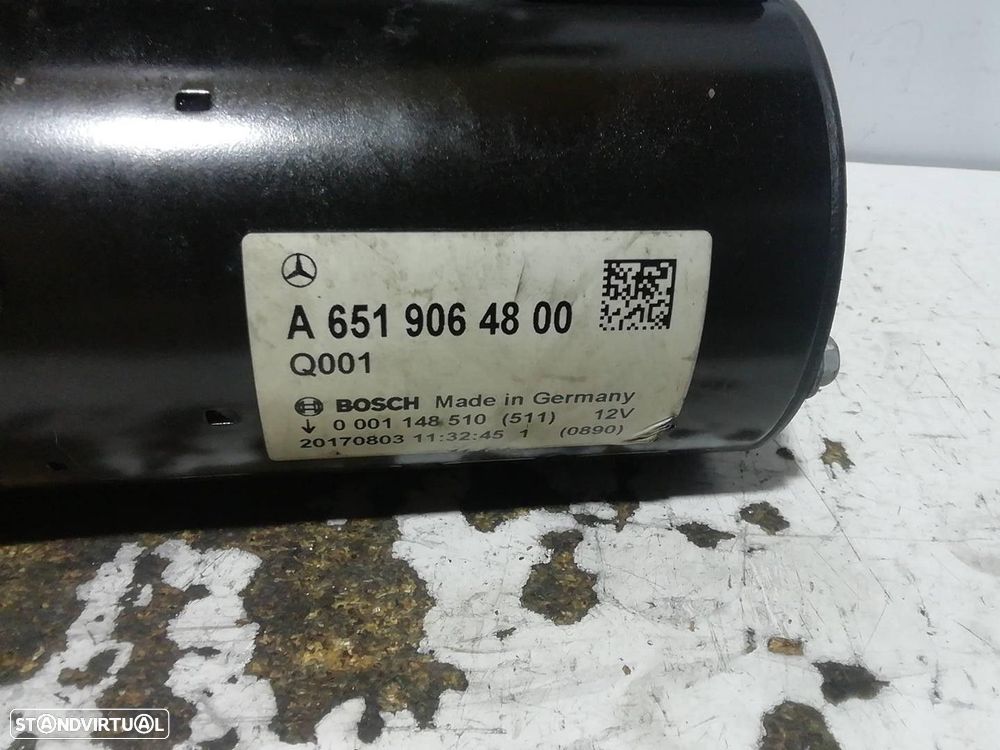 A 651 906 48 00
Q001
BOSCH Made in Germany
0 001 148 510 (511) 12V
20170803 11:32:45 1 (0890)
STANDVIRTUAL